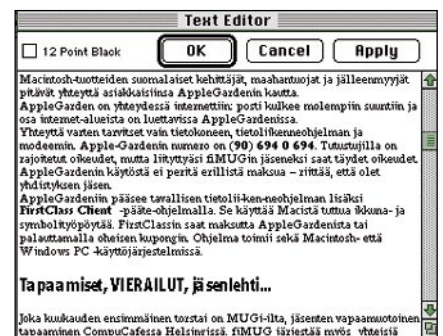 Text Editor
12 Point Black
OK
Cancel
Apply
Macintosh-tuotteiden suomalaiset kehittäjät, maahantuojat ja jälleenmyyjät
pitävät yhteyttä asiakkaisiinsa AppleGardenin kautta.
AppleGarden on yhteydessä internettiin: posti kulkee molempiin suuntiin ja
osa internet-alueista on luettavissa AppleGardenissa.
Yhteyttä varten tarvitset vain tietokoneen, tietoliikenneohjelman ja
modeemin. Apple-Gardenin numero on (90) 694 0 694. Tutustujilla on
rajoitetut oikeudet, mutta liityttyäsi fiMUGin jäseneksi saat täydet oikeudet.
AppleGardenin käytöstä ei peritä erillistä maksua – riittää, että olet
yhdistyksen jäsen.
AppleGardeniin pääsee tavallisen tietolii-ken-neohjelman lisäksi
FirstClass Client -pääte-ohjelmalla. Se käyttää Macistä tuttua ikkuna- ja
symbolityöpöytää. FirstClassin saat maksutta AppleGardenista tai
palauttamalla oheisen kupongin. Ohjelma toimii sekä Macintosh- että
Windows PC -käyttöjärjestelmissä.
Tapaamiset, VIERAILUT, jäsenlehti...
Joka kuukauden ensimmäinen torstai on MUGi-ilta, jäsenten vapaamuotoinen
tapaaminen CompuCafessa Helsingissä. fiMUG järjestää myös yhteisiä